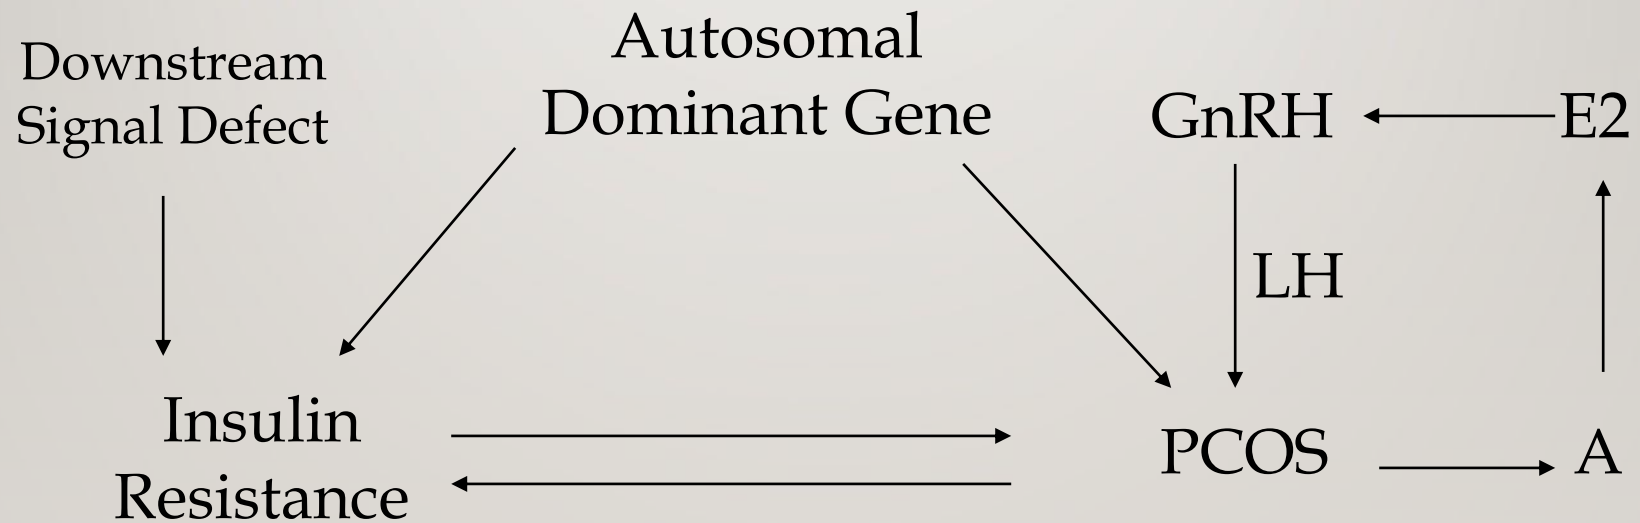 Downstream
Signal Defect
Autosomal
Dominant Gene
GnRH
E2
LH
Insulin
Resistance
PCOS
A